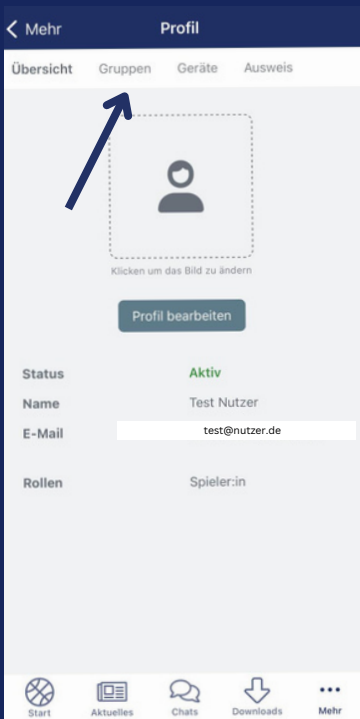 Mehr Profil
Übersicht Gruppen Geräte Ausweis
Klicken um das Bild zu ändern
Profil bearbeiten
Status Aktiv
Name Test Nutzer
E-Mail test@nutzer.de
Rollen Spieler:in
Start Aktuelles Chats Downloads Mehr